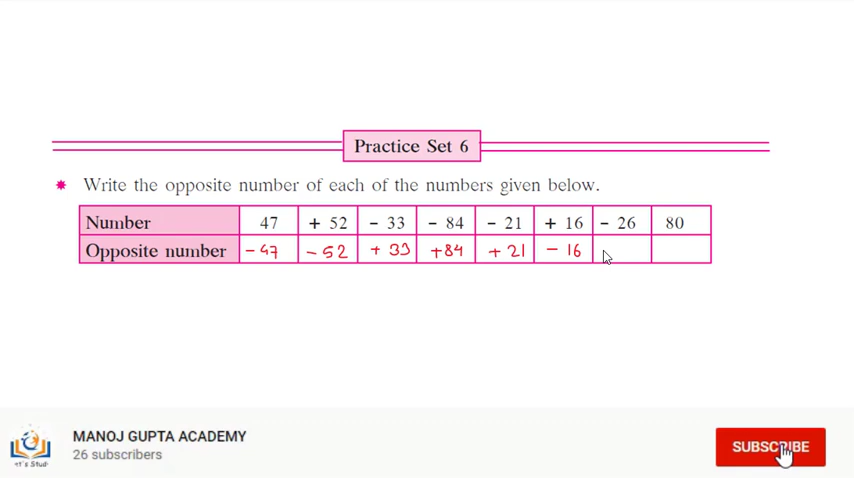 Practice Set 6
✷ Write the opposite number of each of the numbers given below.
Number 47 + 52 - 33 - 84 - 21 + 16 - 26 80
Opposite number -47 -52 +33 +84 +21 -16
MANOJ GUPTA ACADEMY
26 subscribers
SUBSCRIBE